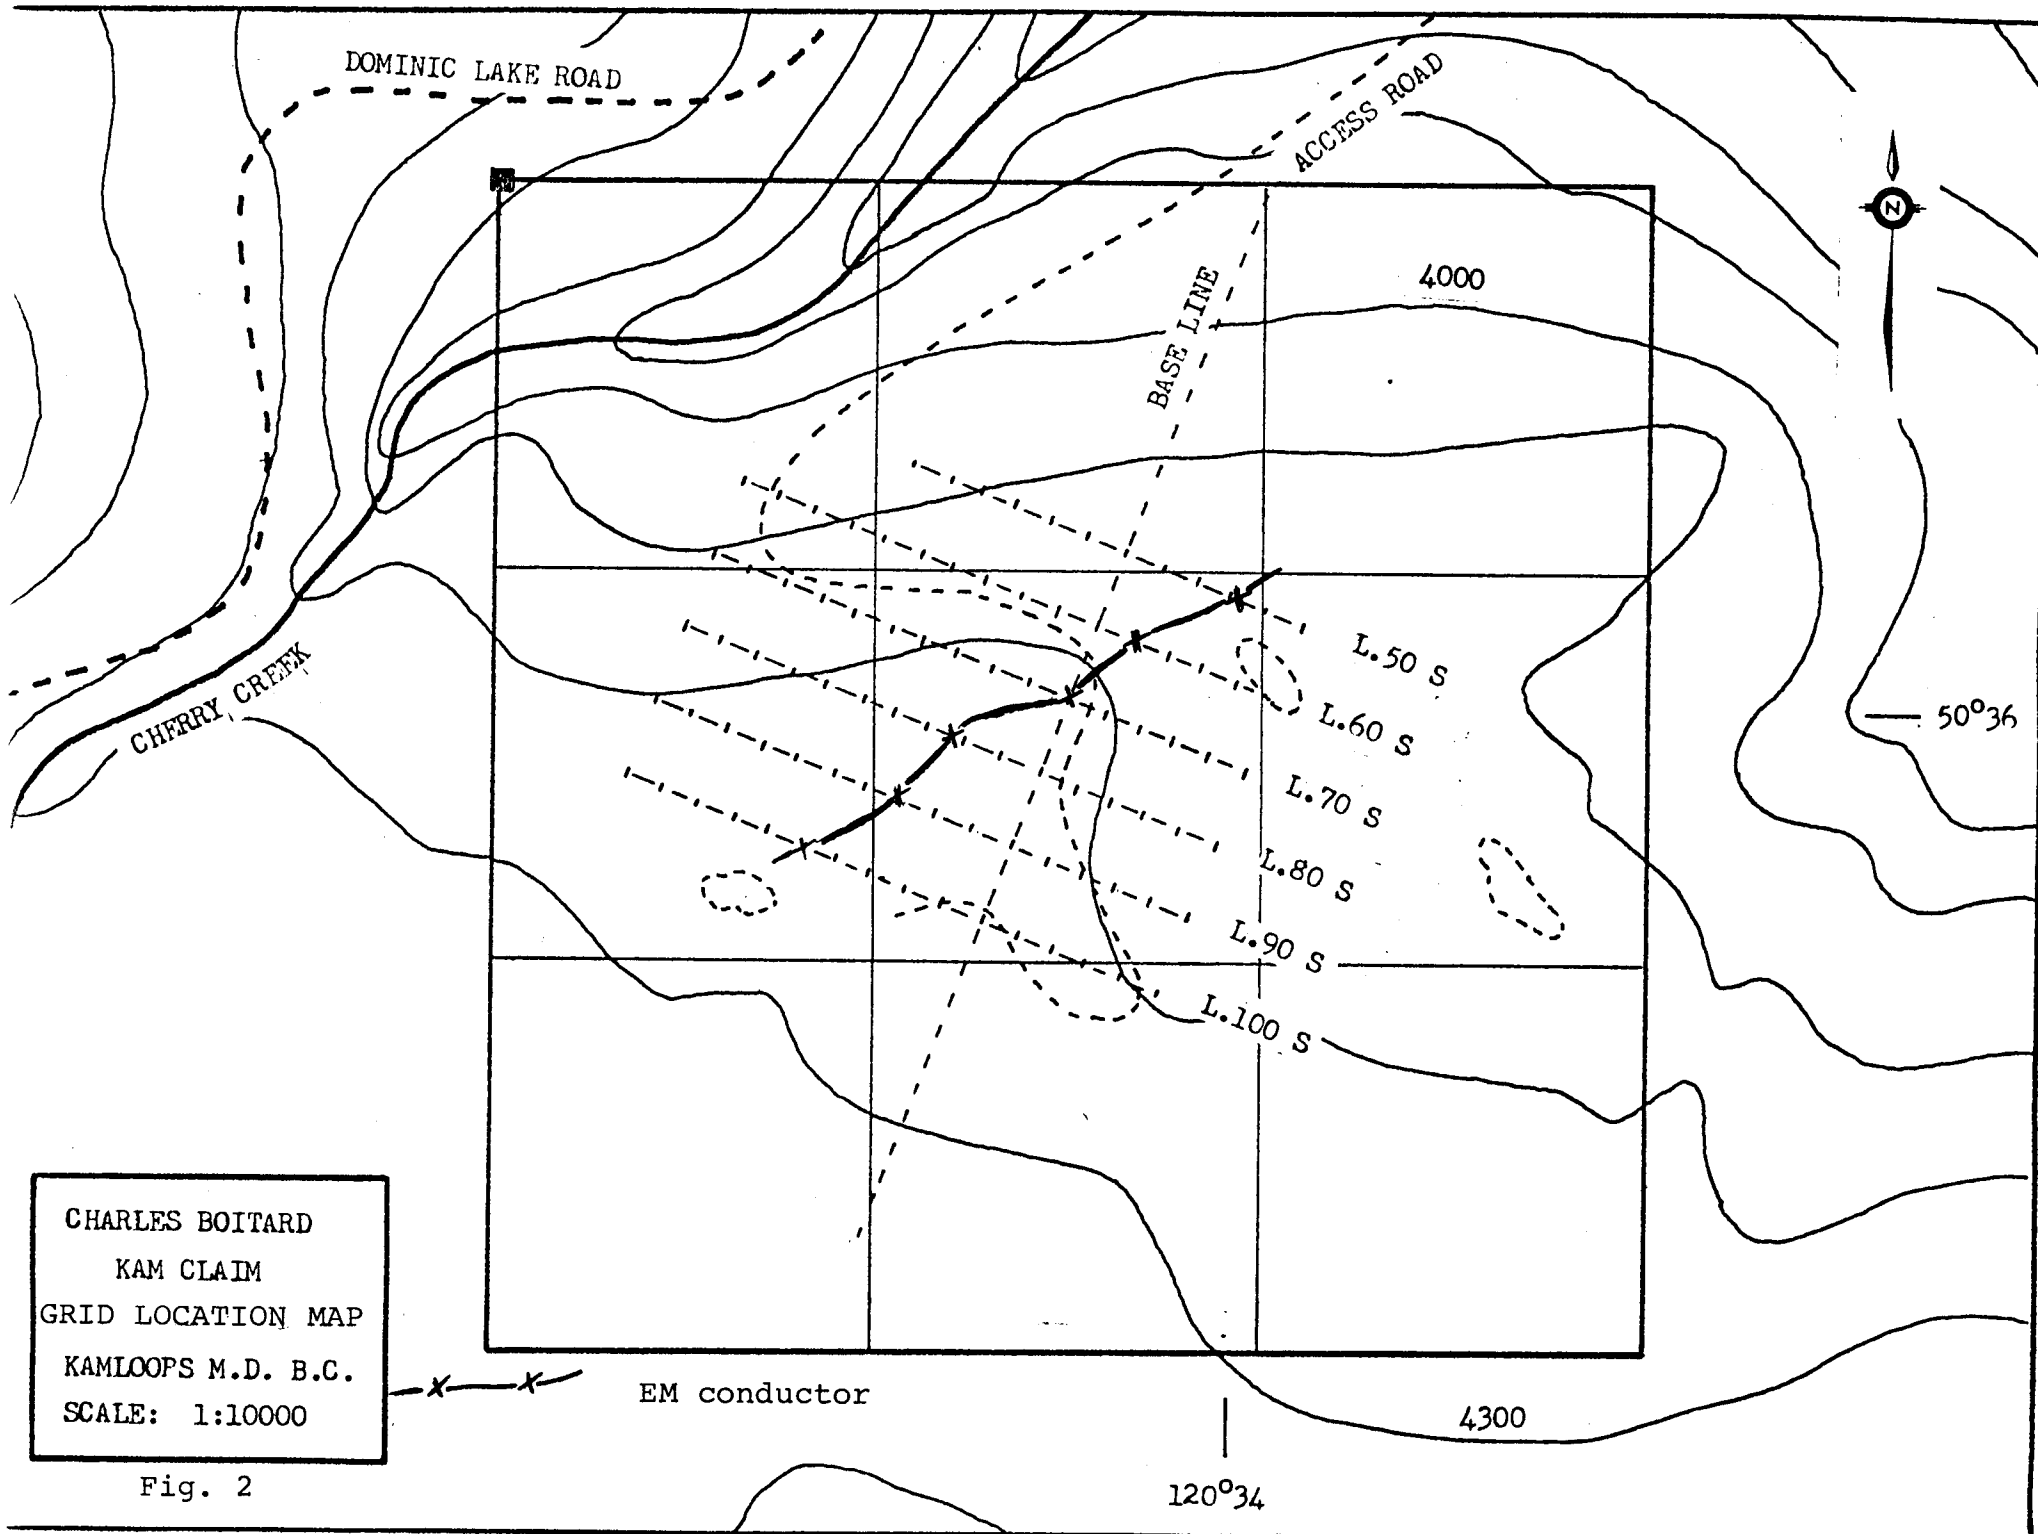 DOMINIC LAKE ROAD
ACCESS ROAD
N
4000
BASE LINE
CHERRY CREEK
L.50 S
L.60 S
L.70 S
L.80 S
L.90 S
L.100 S
50°36
CHARLES BOITARD
KAM CLAIM
GRID LOCATION MAP
KAMLOOPS M.D. B.C.
SCALE: 1:10000
EM conductor
4300
120°34
Fig. 2